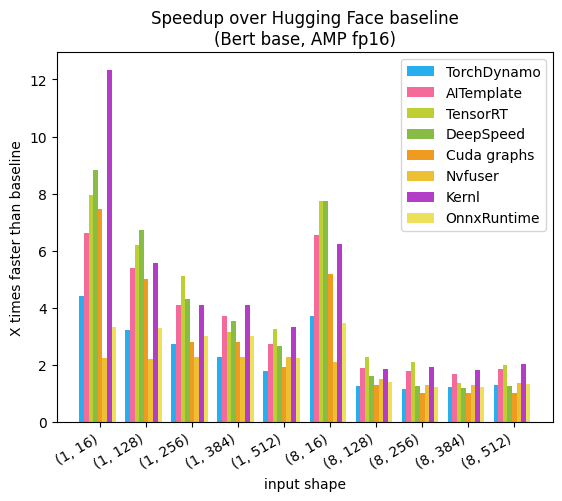 Speedup over Hugging Face baseline
(Bert base, AMP fp16)
X times faster than baseline
12
10
8
6
4
2
0
TorchDynamo
AITemplate
TensorRT
DeepSpeed
Cuda graphs
Nvfuser
Kernl
OnnxRuntime
(1, 16)
(1, 128)
(1, 256)
(1, 384)
(1, 512)
(8, 16)
(8, 128)
(8, 256)
(8, 384)
(8, 512)
input shape